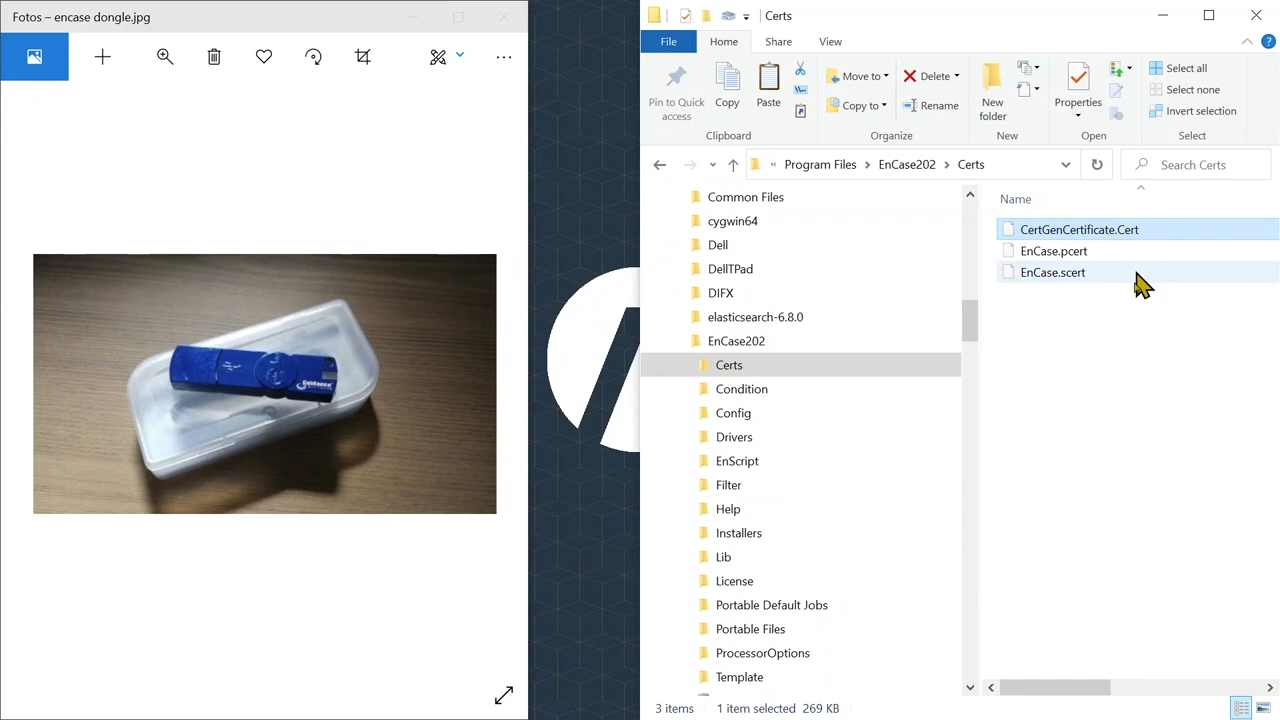 Fotos – encase dongle.jpg
Guidance
Certs
File
Home
Share
View
Pin to Quick access
Copy
Paste
Move to
Copy to
Delete
Rename
New folder
Properties
Select all
Select none
Invert selection
Clipboard
Organize
New
Open
Select
« Program Files > EnCase202 > Certs
Search Certs
Common Files
cygwin64
Dell
DellTPad
DIFX
elasticsearch-6.8.0
EnCase202
Certs
Condition
Config
Drivers
EnScript
Filter
Help
Installers
Lib
License
Portable Default Jobs
Portable Files
ProcessorOptions
Template
Name
CertGenCertificate.Cert
EnCase.pcert
EnCase.scert
3 items
1 item selected 269 KB